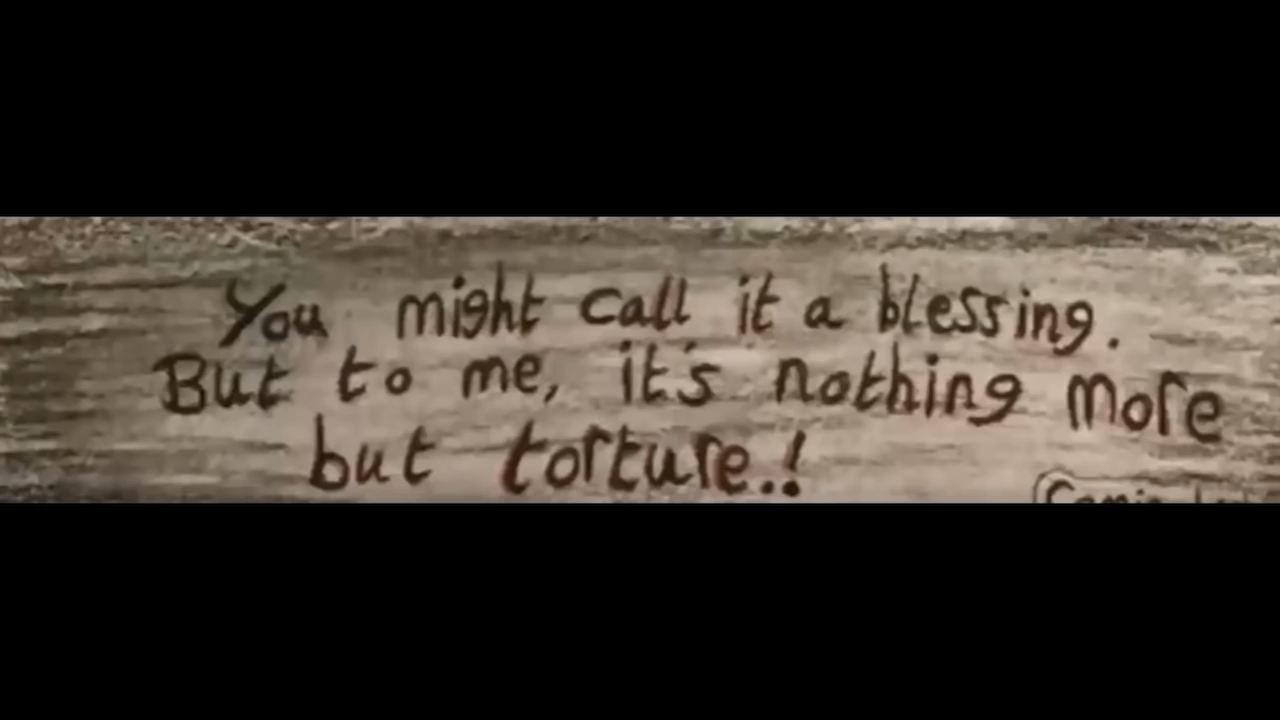 You might call it a blessing.
But to me, it's nothing more
but torture.!